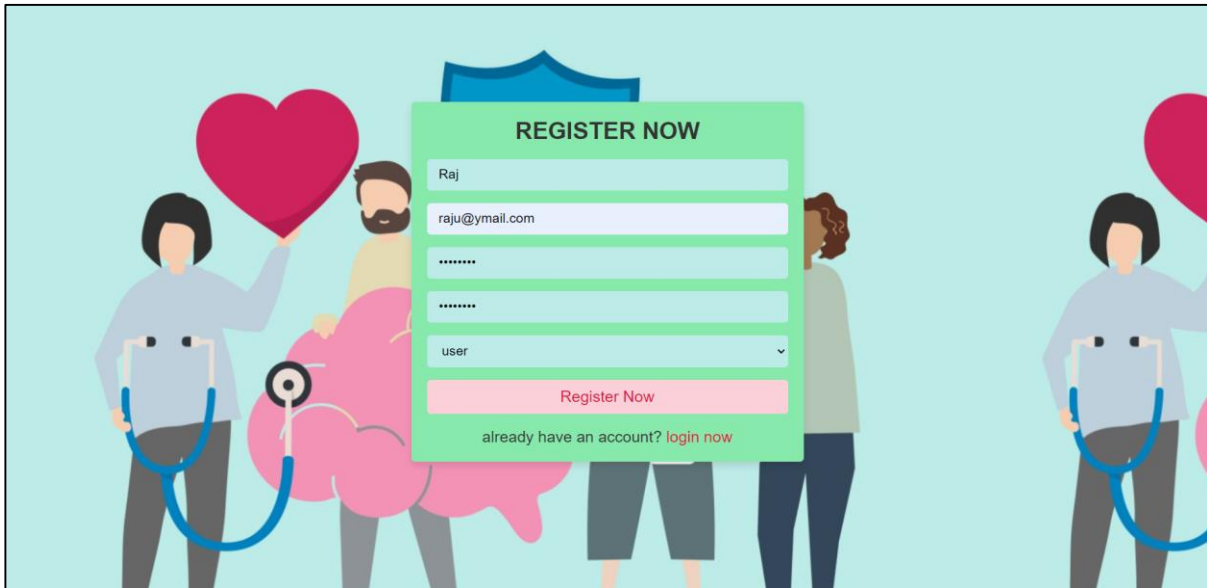 REGISTER NOW
Raj
raju@ymail.com
••••••••
••••••••
user
Register Now
already have an account? login now